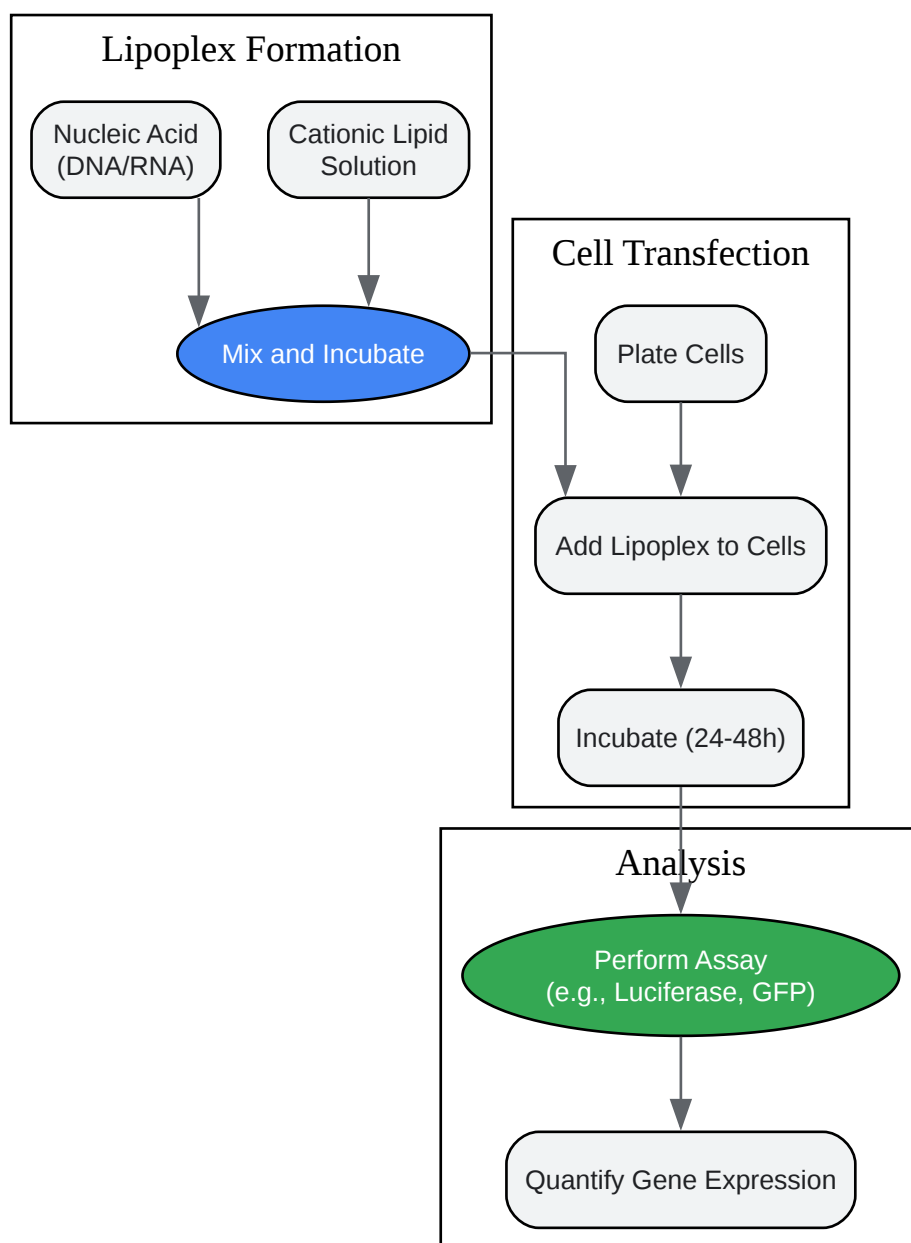 Lipoplex Formation
Nucleic Acid
(DNA/RNA)
Cationic Lipid
Solution
Mix and Incubate
Cell Transfection
Plate Cells
Add Lipoplex to Cells
Incubate (24-48h)
Analysis
Perform Assay
(e.g., Luciferase, GFP)
Quantify Gene Expression